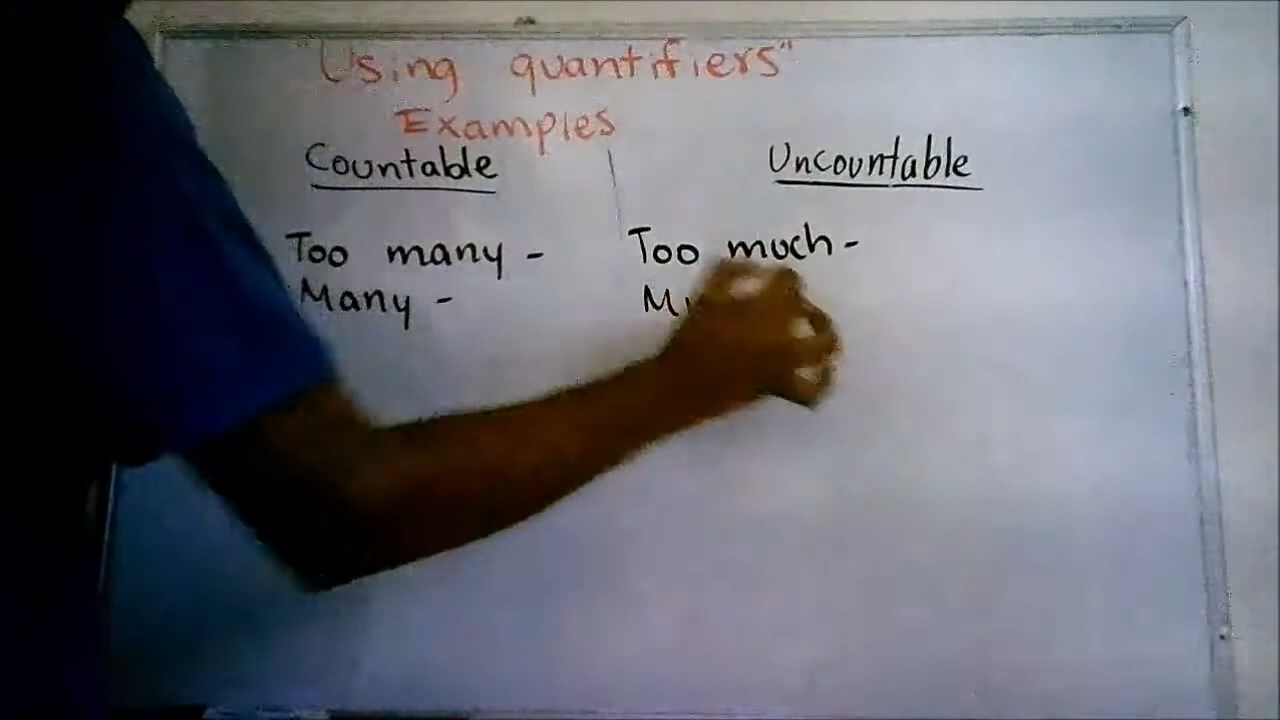 "Using quantifiers"
Examples
Countable
Uncountable
Too many -
Too much -
Many -